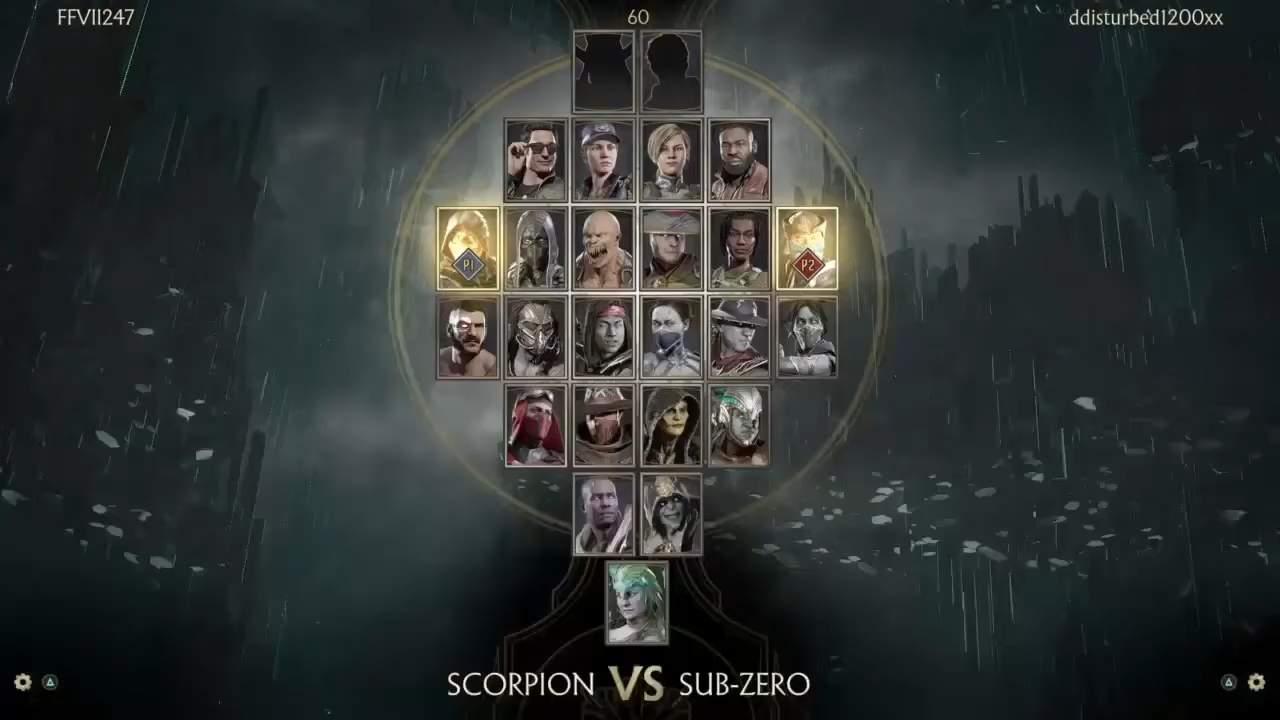 FFVII247
60
ddisturbed1200xx
P1
P2
SCORPION VS SUB-ZERO